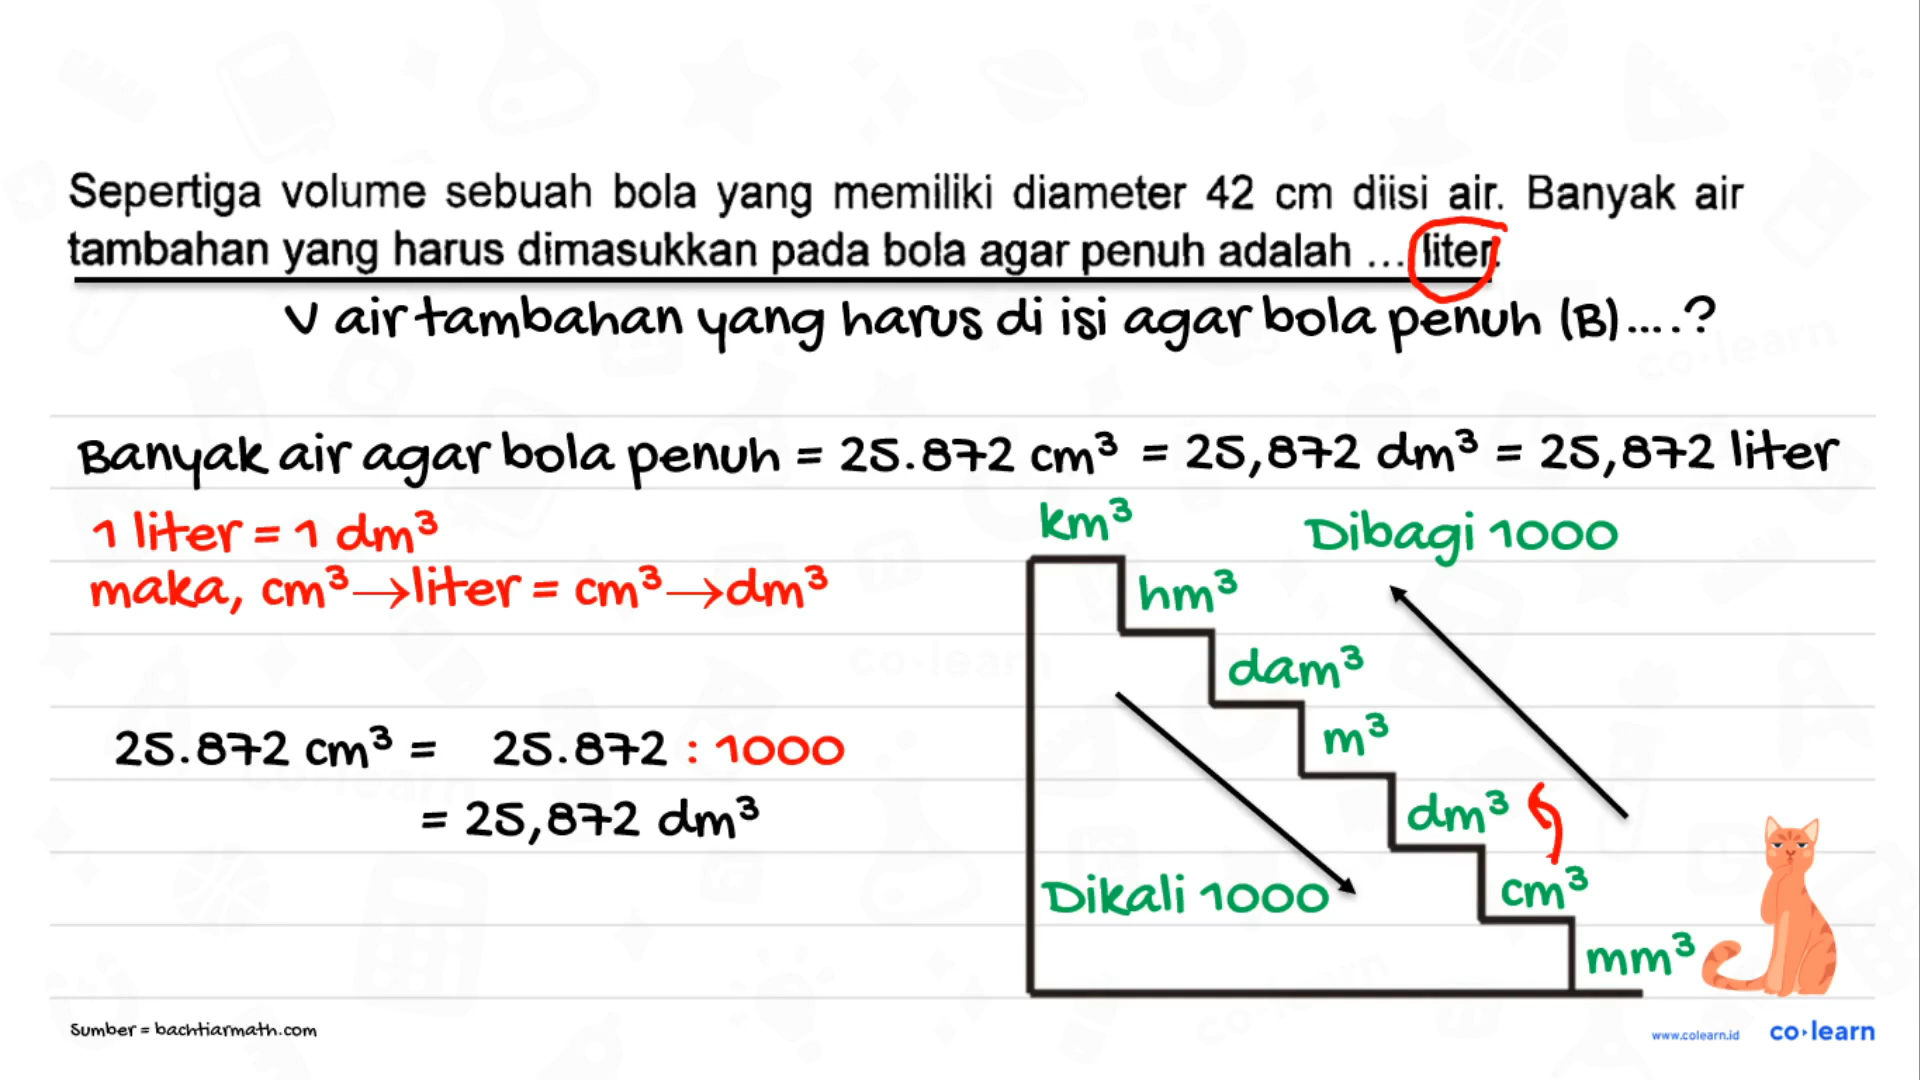 Sepertiga volume sebuah bola yang memiliki diameter 42 cm diisi air. Banyak air
tambahan yang harus dimasukkan pada bola agar penuh adalah ... liter.
V air tambahan yang harus di isi agar bola penuh (B)....?
Banyak air agar bola penuh = 25.872 cm³ = 25,872 dm³ = 25,872 liter
1 liter = 1 dm³
maka, cm³→liter = cm³→dm³
25.872 cm³ = 25.872 : 1000
= 25,872 dm³
km³
Dibagi 1000
hm³
dam³
m³
dm³
Dikali 1000
cm³
mm³
Sumber = bachtiarmath.com
www.colearn.id
co·learn